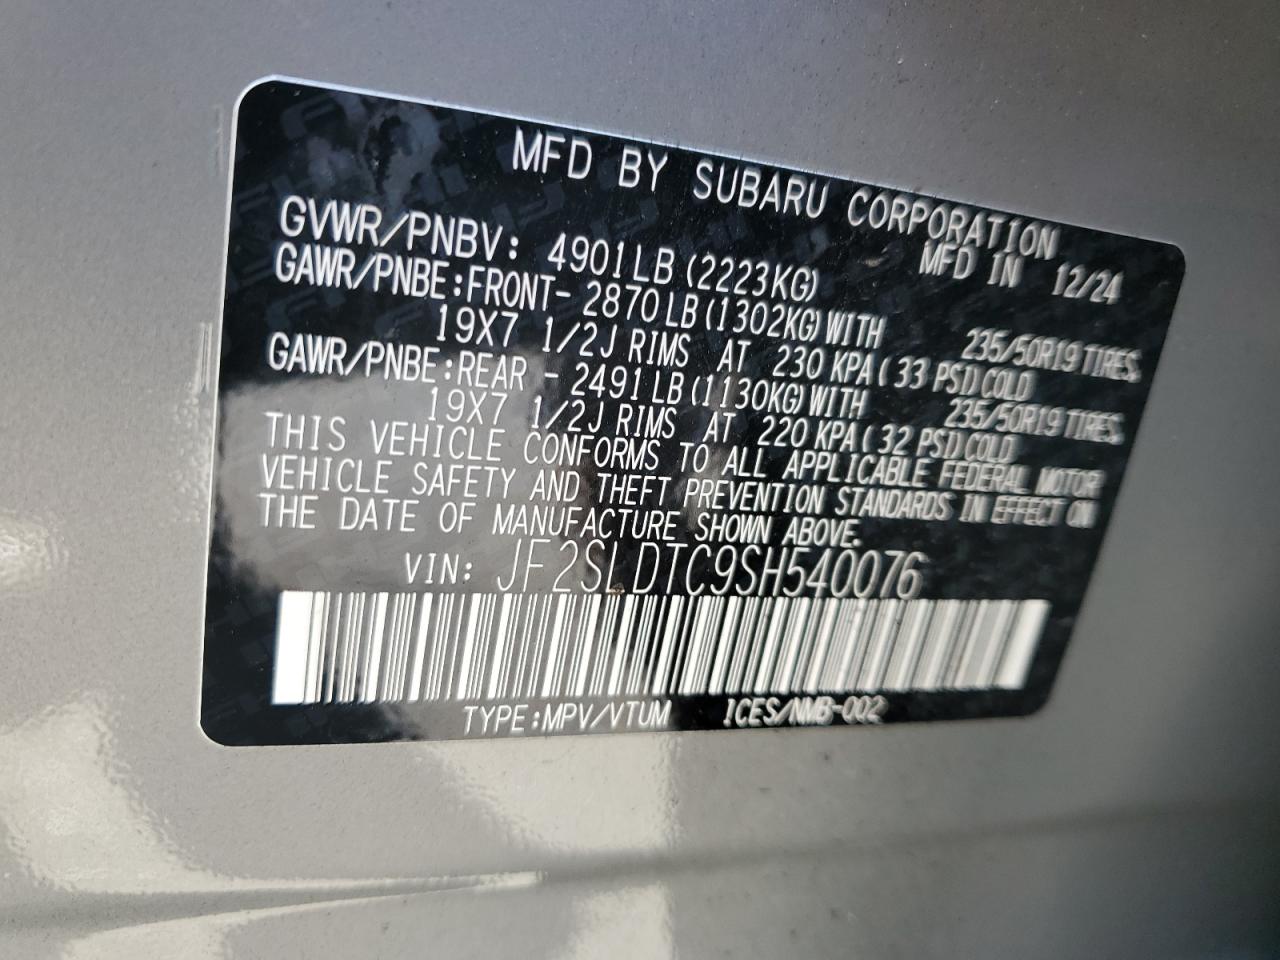 MFD BY SUBARU CORPORATION
MFD IN 12/24
GVWR/PNBV: 4901LB (2223KG)
GAWR/PNBE:FRONT- 2870LB (1302KG) WITH 235/50R19 TIRES,
19X7 1/2J RIMS AT 230 KPA( 33 PSI) COLD
GAWR/PNBE:REAR - 2491LB (1130KG) WITH 235/50R19 TIRES,
19X7 1/2J RIMS AT 220 KPA( 32 PSI) COLD
THIS VEHICLE CONFORMS TO ALL APPLICABLE FEDERAL MOTOR
VEHICLE SAFETY AND THEFT PREVENTION STANDARDS IN EFFECT ON
THE DATE OF MANUFACTURE SHOWN ABOVE.
VIN: JF2SLDTC9SH540076
TYPE:MPV/VTUM ICES/NMB-002